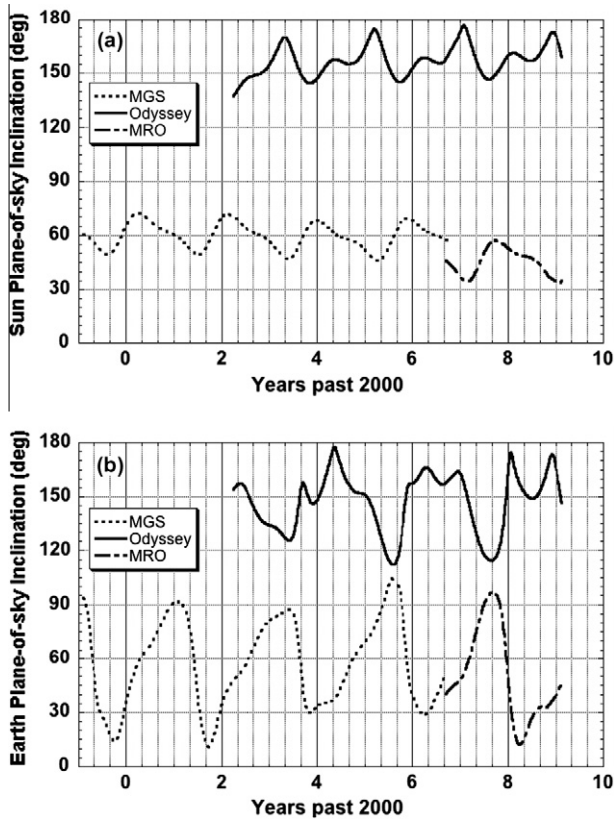 (a)
Sun Plane-of-sky Inclination (deg)
180
150
120
90
60
30
0
MGS
Odyssey
MRO
0 2 4 6 8 10
Years past 2000
(b)
Earth Plane-of-sky Inclination (deg)
180
150
120
90
60
30
0
MGS
Odyssey
MRO
0 2 4 6 8 10
Years past 2000